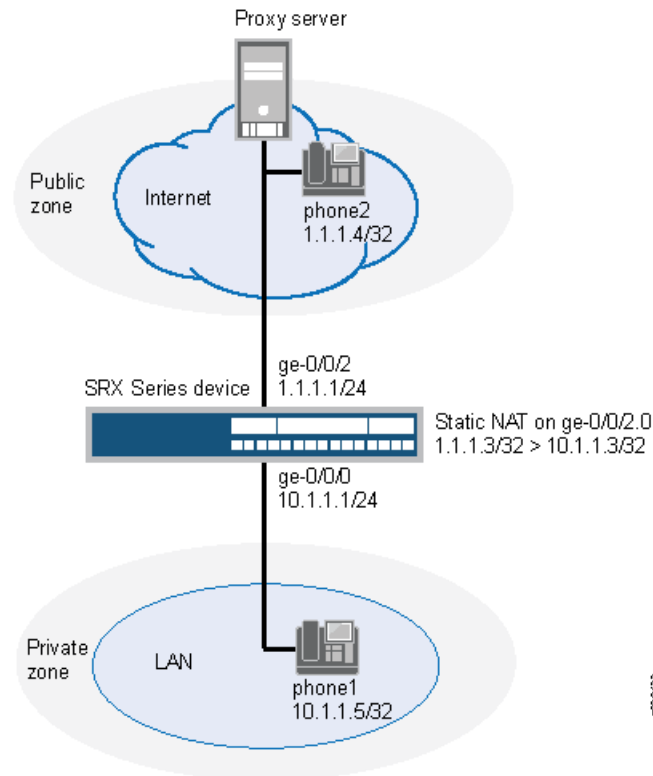 Proxy server
Public
zone
Internet
phone2
1.1.1.4/32
ge-0/0/2
1.1.1.1/24
SRX Series device
Static NAT on ge-0/0/2.0
1.1.1.3/32 > 10.1.1.3/32
ge-0/0/0
10.1.1.1/24
Private
zone
LAN
phone1
10.1.1.5/32